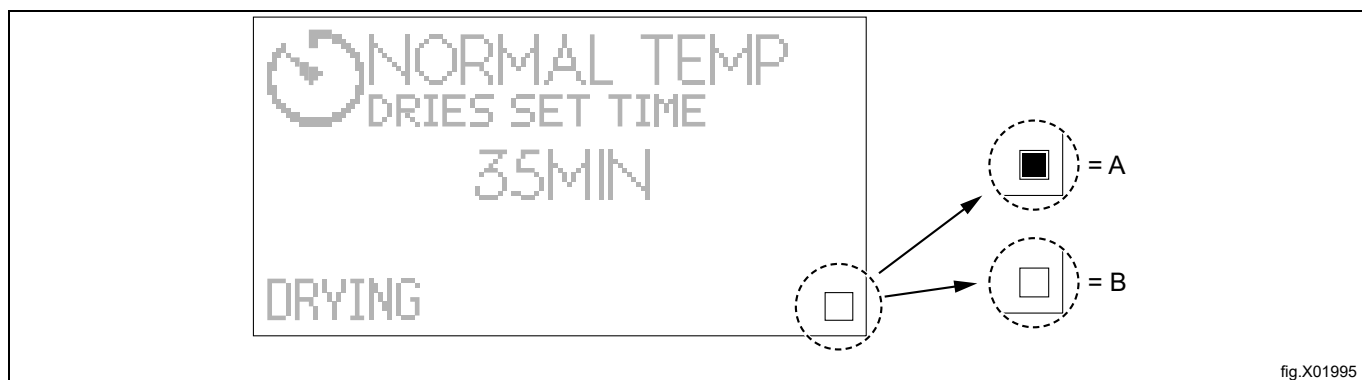 NORMAL TEMP
DRIES SET TIME
35MIN
DRYING
= A
= B
fig.X01995